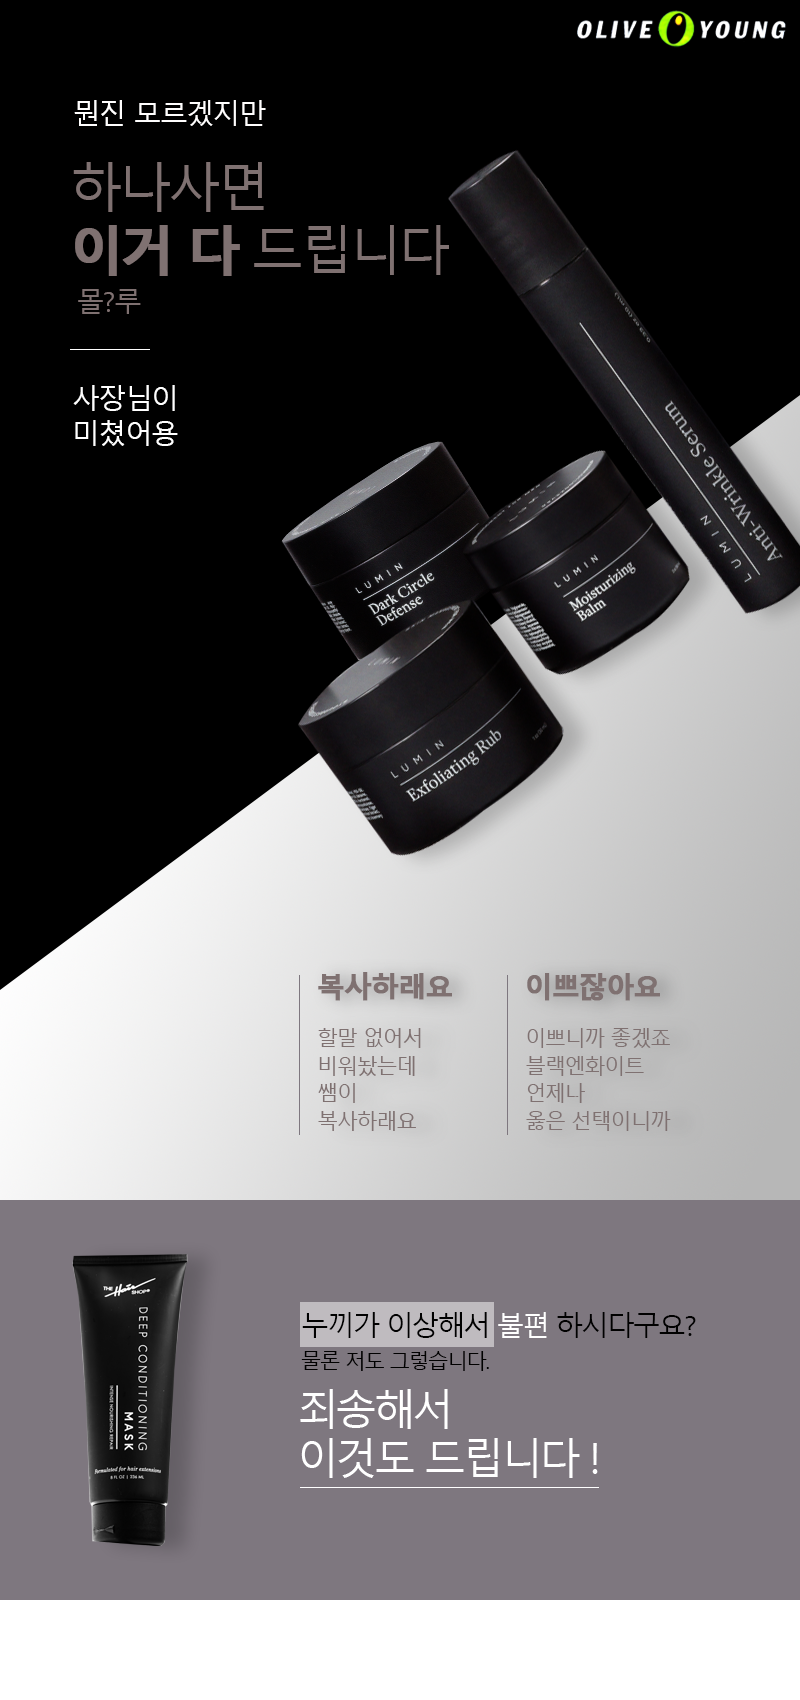 OLIVE YOUNG
뭔진 모르겠지만
하나사면
이거 다 드립니다
몰?루
사장님이
미쳤어용
LUMIN
Anti-Wrinkle Serum
LUMIN
Dark Circle
Defense
LUMIN
Moisturizing
Balm
LUMIN
Exfoliating Rub
복사하래요
할말 없어서
비워놨는데
쌤이
복사하래요
이쁘잖아요
이쁘니까 좋겠죠
블랙엔화이트
언제나
옳은 선택이니까
THE Hair SHOP
DEEP CONDITIONING
MASK
INTENSE NOURISHING REPAIR
formulated for hair extensions
8 FL OZ | 236 ML
누끼가 이상해서 불편 하시다구요?
물론 저도 그렇습니다.
죄송해서
이것도 드립니다 !